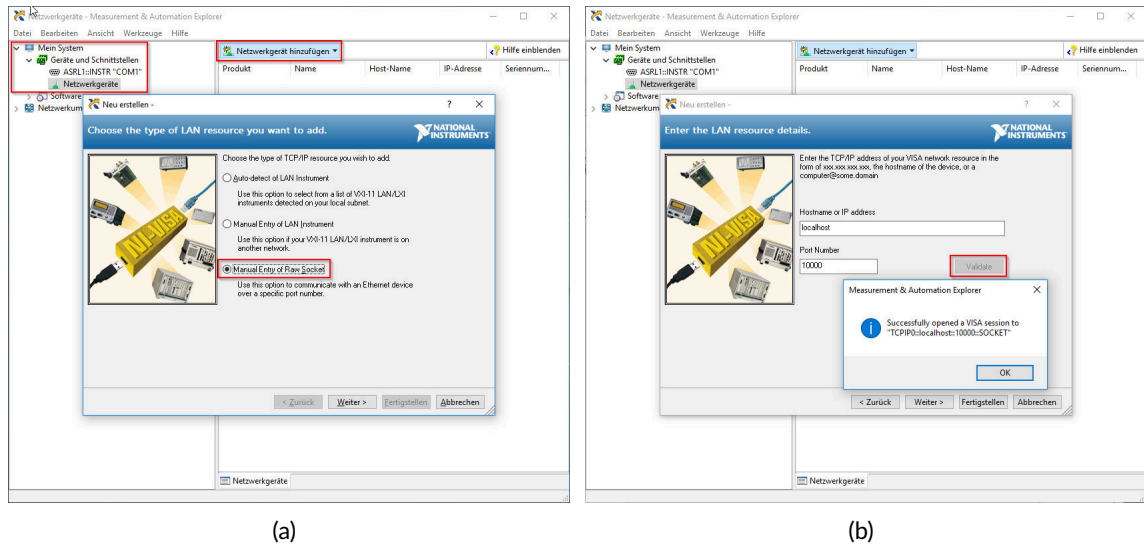 Netzwerkgeräte - Measurement & Automation Explorer
Datei Bearbeiten Ansicht Werkzeuge Hilfe
Mein System
Geräte und Schnittstellen
ASRL1::INSTR "COM1"
Netzwerkgeräte
Software
Netzwerkum
Netzwerkgerät hinzufügen
Hilfe einblenden
Produkt Name Host-Name IP-Adresse Seriennum...
Neu erstellen -
? X
Choose the type of LAN resource you want to add.
NATIONAL
INSTRUMENTS
NI-VISA
Choose the type of TCP/IP resource you wish to add.
Auto-detect of LAN Instrument
Use this option to select from a list of VXI-11 LAN/LXI
instruments detected on your local subnet.
Manual Entry of LAN Instrument
Use this option if your VXI-11 LAN/LXI instrument is on
another network.
Manual Entry of Raw Socket
Use this option to communicate with an Ethernet device
over a specific port number.
< Zurück Weiter > Fertigstellen Abbrechen
Netzwerkgeräte
(a)
Netzwerkgeräte - Measurement & Automation Explorer
Datei Bearbeiten Ansicht Werkzeuge Hilfe
Mein System
Geräte und Schnittstellen
ASRL1::INSTR "COM1"
Netzwerkgeräte
Software
Netzwerkum
Netzwerkgerät hinzufügen
Hilfe einblenden
Produkt Name Host-Name IP-Adresse Seriennum...
Neu erstellen -
? X
Enter the LAN resource details.
NATIONAL
INSTRUMENTS
NI-VISA
Enter the TCP/IP address of your VISA network resource in the
form of xxx.xxx.xxx.xxx, the hostname of the device, or a
computer@some.domain
Hostname or IP address
localhost
Port Number
10000
Validate
Measurement & Automation Explorer
Successfully opened a VISA session to
"TCPIP0::localhost::10000::SOCKET"
OK
< Zurück Weiter > Fertigstellen Abbrechen
Netzwerkgeräte
(b)